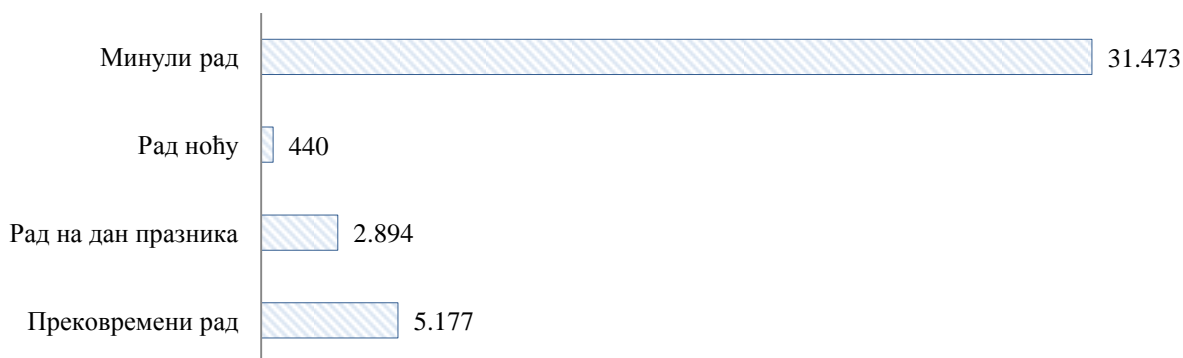 Минули рад 31.473
Рад ноћу 440
Рад на дан празника 2.894
Прековремени рад 5.177